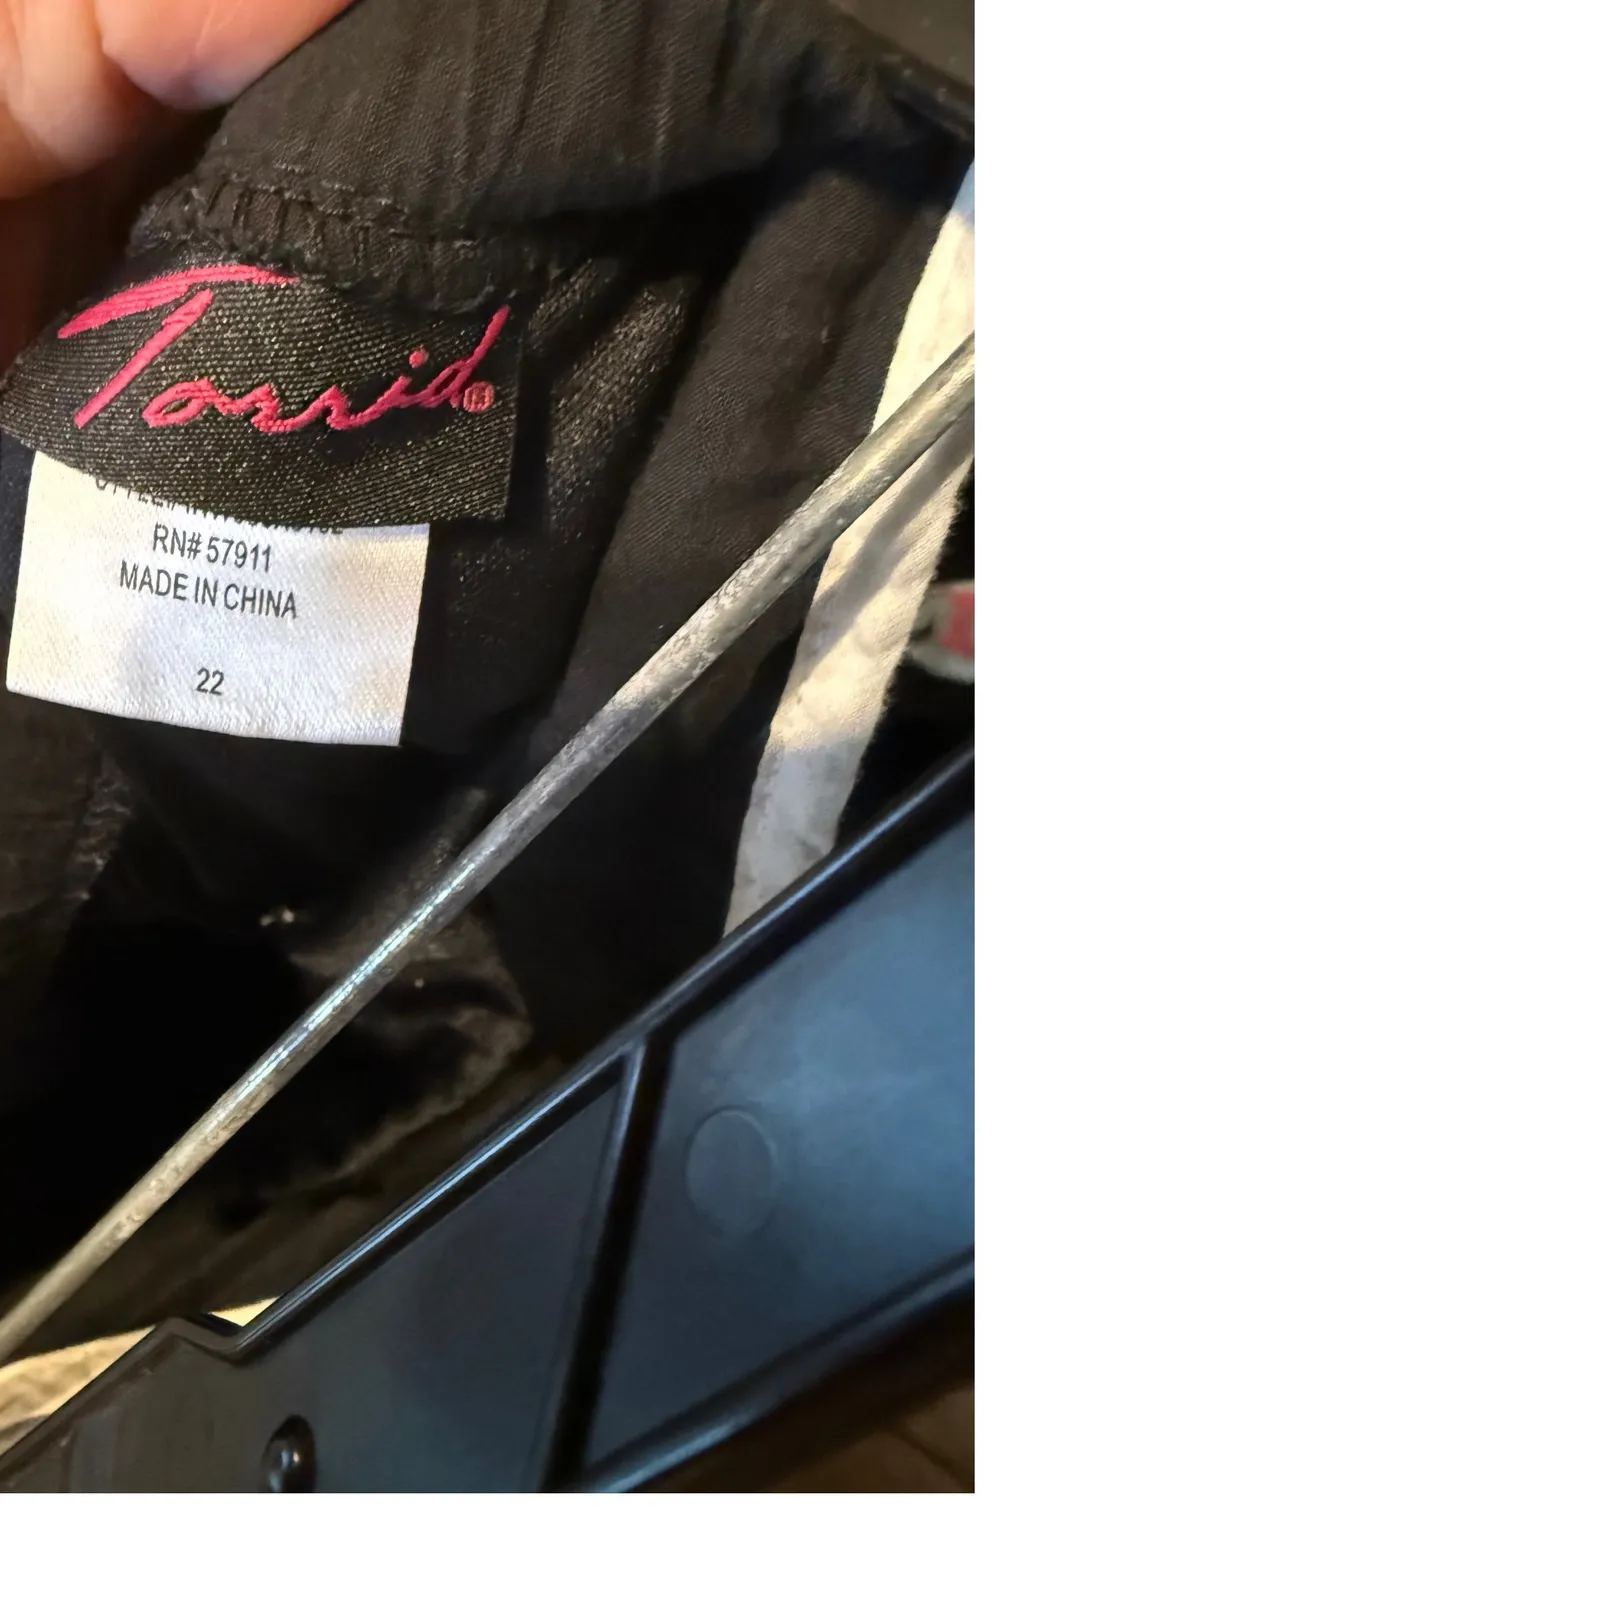 Torrid®
RN# 57911
MADE IN CHINA
22